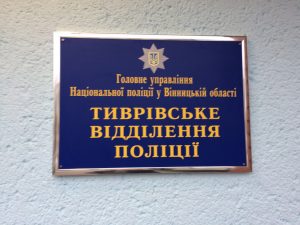 Головне управління
Національної поліції у Вінницькій області
ТИВРІВСЬКЕ
ВІДДІЛЕННЯ
ПОЛІЦІЇ